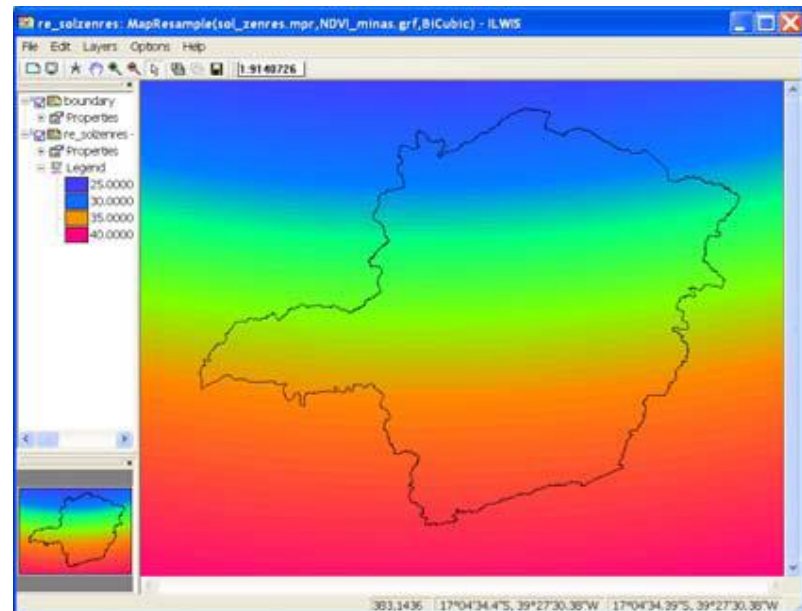 re_solzenres: MapResample(sol_zenres.mpr,NDVI_minas.grf,BiCubic) - ILWIS
File Edit Layers Options Help
1.9140726
boundary
Properties
re_solzenres -
Properties
Legend
25.0000
30.0000
35.0000
40.0000
383,1436 17°04'34.4"S, 39°27'30.38"W 17°04'34.39"S, 39°27'30.38"W